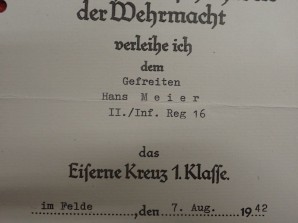 der Wehrmacht
verleihe ich
dem
Gefreiten
Hans Meier
II./Inf. Reg 16
das
Eiserne Kreuz 1. Klasse.
im Felde, den 7. Aug. 1942